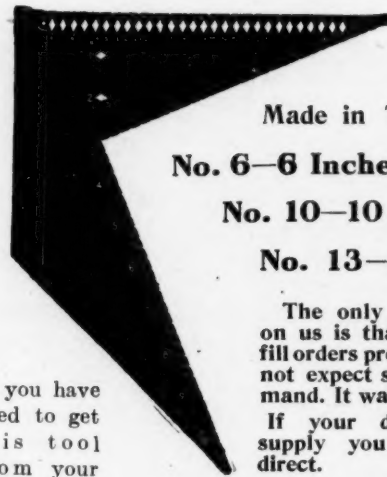 Made in
No. 6—6 Inche
No. 10—10
No. 13—
The only
on us is tha
fill orders pr
not expect s
mand. It wa
If your d
supply you
direct.
you have
ed to get
is tool
om your